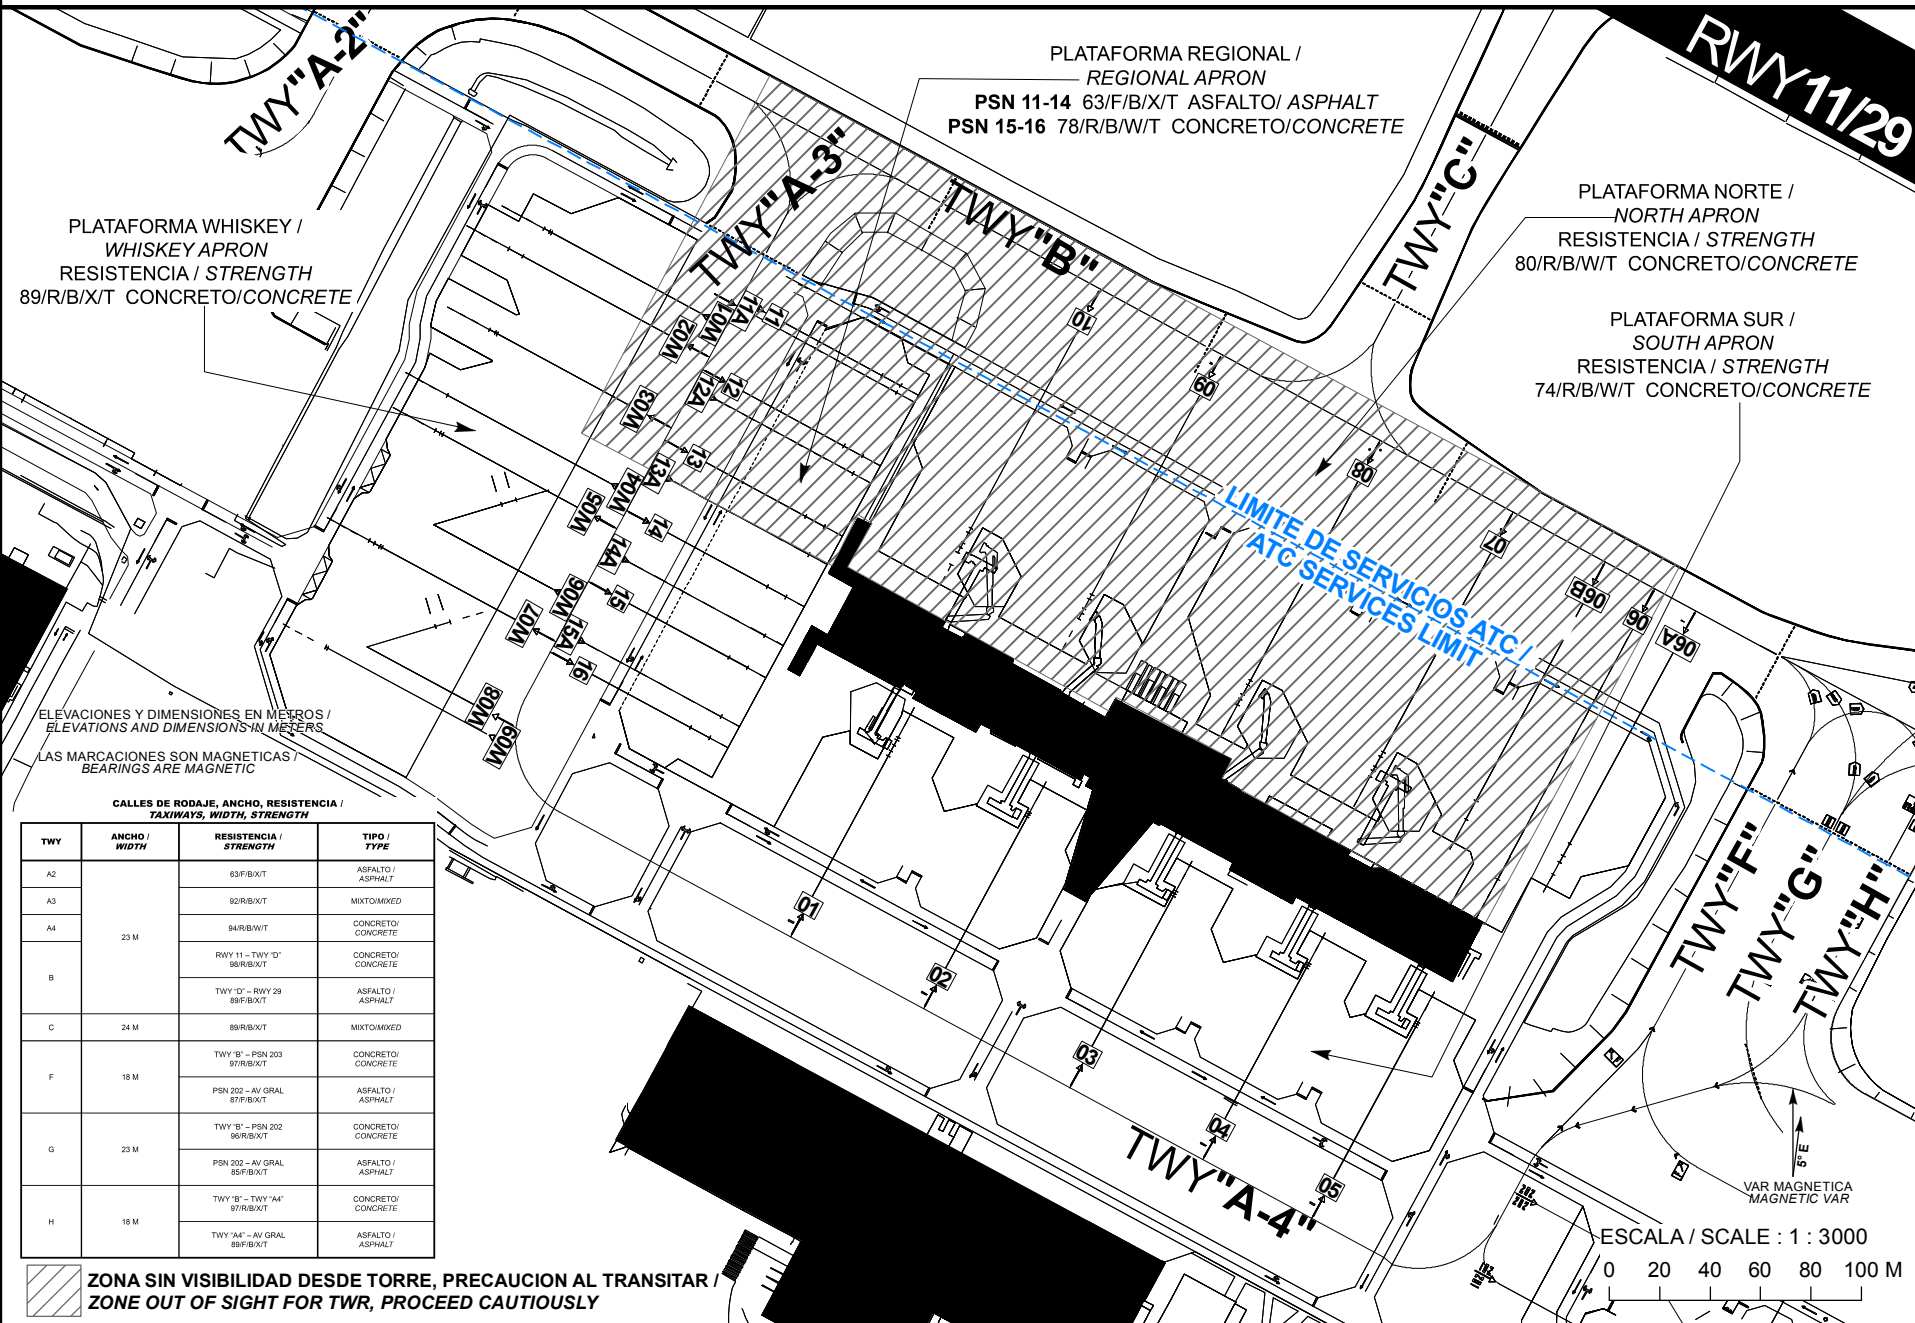 TWY"A-2"
PLATAFORMA REGIONAL /
REGIONAL APRON
PSN 11-14 63/F/B/X/T ASFALTO/ ASPHALT
PSN 15-16 78/R/B/W/T CONCRETO/CONCRETE
RWY11/29
TWY"A-3"
TWY"B"
TWY"C"
PLATAFORMA NORTE /
NORTH APRON
RESISTENCIA / STRENGTH
80/R/B/W/T CONCRETO/CONCRETE
PLATAFORMA WHISKEY /
WHISKEY APRON
RESISTENCIA / STRENGTH
89/R/B/X/T CONCRETO/CONCRETE
PLATAFORMA SUR /
SOUTH APRON
RESISTENCIA / STRENGTH
74/R/B/W/T CONCRETO/CONCRETE
W02
W01
11A
11
10
09
W03
12A
12
08
W05
W04
13A
13
07
14A
14
06B
06
06A
W07
W06
15A
15
16
W08
W09
LIMITE DE SERVICIOS ATC /
ATC SERVICES LIMIT
ELEVACIONES Y DIMENSIONES EN METROS /
ELEVATIONS AND DIMENSIONS IN METERS
LAS MARCACIONES SON MAGNETICAS /
BEARINGS ARE MAGNETIC
01
02
03
04
05
TWY"F"
TWY"G"
TWY"H"
TWY"A-4"
282
282
281
281
CALLES DE RODAJE, ANCHO, RESISTENCIA /
TAXIWAYS, WIDTH, STRENGTH
TWY
ANCHO /
WIDTH
RESISTENCIA /
STRENGTH
TIPO /
TYPE
A2
63/F/B/X/T
ASFALTO /
ASPHALT
A3
92/R/B/X/T
MIXTO/MIXED
A4
23 M
94/R/B/W/T
CONCRETO/
CONCRETE
B
RWY 11 – TWY "D"
98/R/B/X/T
CONCRETO/
CONCRETE
TWY "D" – RWY 29
89/F/B/X/T
ASFALTO /
ASPHALT
C
24 M
89/R/B/X/T
MIXTO/MIXED
F
18 M
TWY "B" – PSN 203
97/R/B/X/T
CONCRETO/
CONCRETE
PSN 202 – AV GRAL
87/F/B/X/T
ASFALTO /
ASPHALT
G
23 M
TWY "B" – PSN 202
96/R/B/X/T
CONCRETO/
CONCRETE
PSN 202 – AV GRAL
85/F/B/X/T
ASFALTO /
ASPHALT
H
18 M
TWY "B" – TWY "A4"
97/R/B/X/T
CONCRETO/
CONCRETE
TWY "A4" – AV GRAL
89/F/B/X/T
ASFALTO /
ASPHALT
5° E
VAR MAGNETICA
MAGNETIC VAR
ESCALA / SCALE : 1 : 3000
0 20 40 60 80 100 M
ZONA SIN VISIBILIDAD DESDE TORRE, PRECAUCION AL TRANSITAR /
ZONE OUT OF SIGHT FOR TWR, PROCEED CAUTIOUSLY